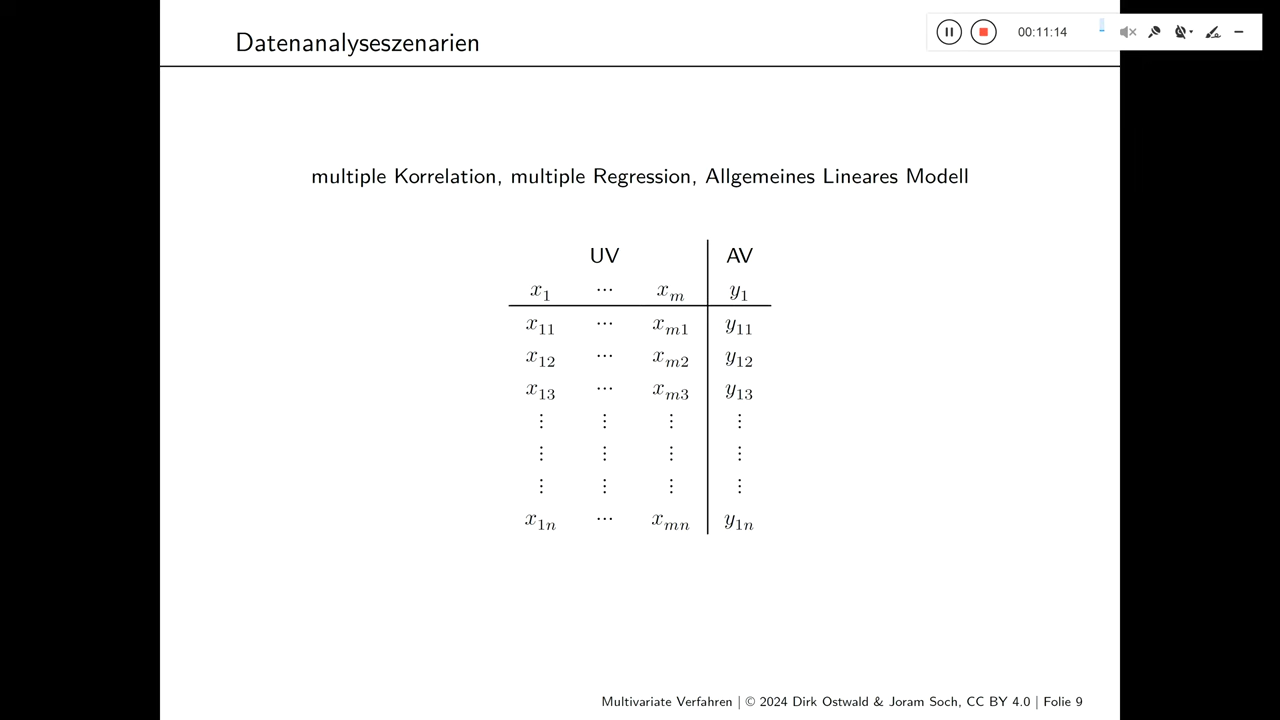 Datenanalyseszenarien
00:11:14
multiple Korrelation, multiple Regression, Allgemeines Lineares Modell
UV AV
x₁ ⋯ xₘ y₁
x₁₁ ⋯ xₘ₁ y₁₁
x₁₂ ⋯ xₘ₂ y₁₂
x₁₃ ⋯ xₘ₃ y₁₃
⋮ ⋮ ⋮ ⋮
⋮ ⋮ ⋮ ⋮
⋮ ⋮ ⋮ ⋮
x₁ₙ ⋯ xₘₙ y₁ₙ
Multivariate Verfahren | © 2024 Dirk Ostwald & Joram Soch, CC BY 4.0 | Folie 9